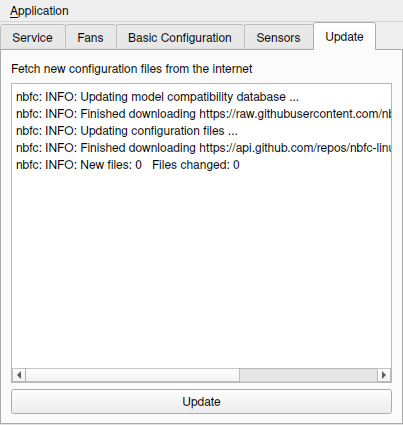 Application
Service Fans Basic Configuration Sensors Update
Fetch new configuration files from the internet
nbfc: INFO: Updating model compatibility database ...
nbfc: INFO: Finished downloading https://raw.githubusercontent.com/nb
nbfc: INFO: Updating configuration files ...
nbfc: INFO: Finished downloading https://api.github.com/repos/nbfc-linu
nbfc: INFO: New files: 0 Files changed: 0
Update